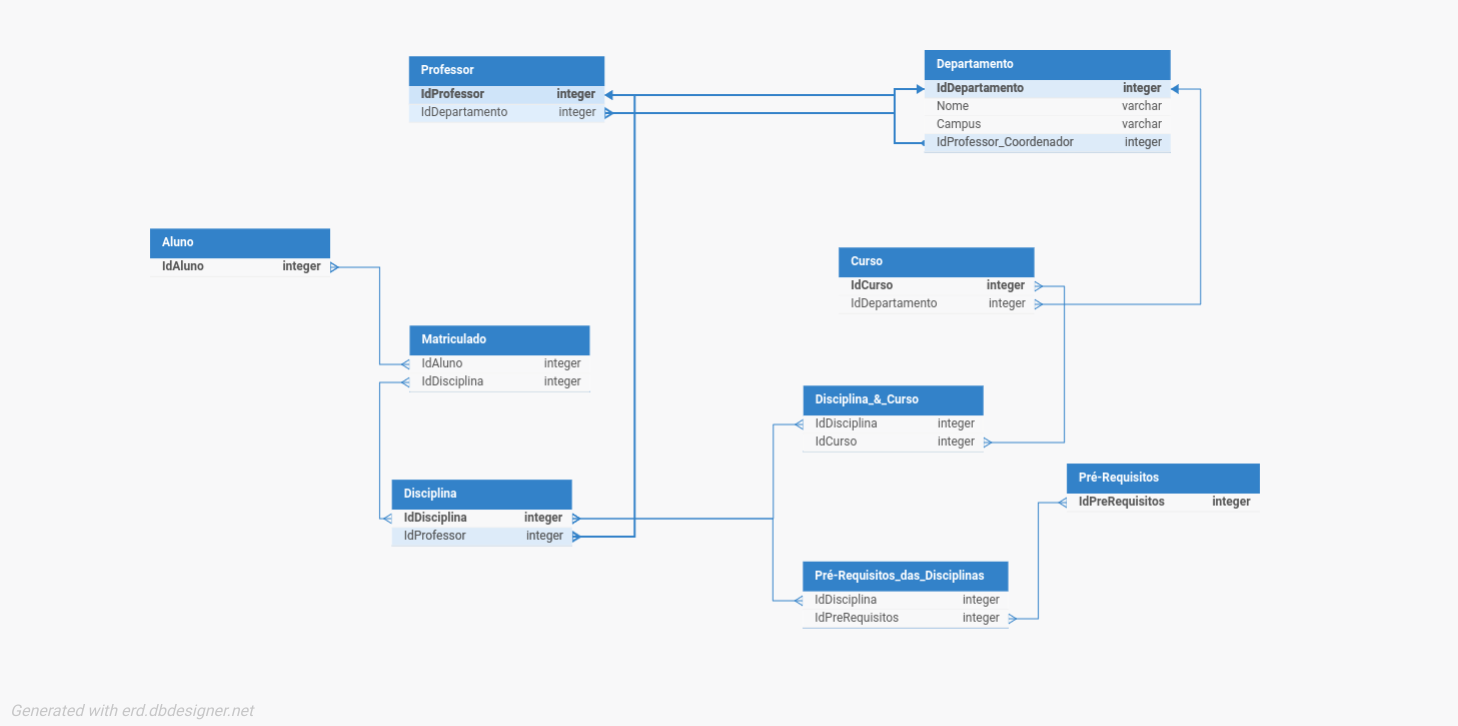 Professor
IdProfessor integer
IdDepartamento integer
Departamento
IdDepartamento integer
Nome varchar
Campus varchar
IdProfessor_Coordenador integer
Aluno
IdAluno integer
Curso
IdCurso integer
IdDepartamento integer
Matriculado
IdAluno integer
IdDisciplina integer
Disciplina_&_Curso
IdDisciplina integer
IdCurso integer
Pré-Requisitos
IdPreRequisitos integer
Disciplina
IdDisciplina integer
IdProfessor integer
Pré-Requisitos_das_Disciplinas
IdDisciplina integer
IdPreRequisitos integer
Generated with erd.dbdesigner.net